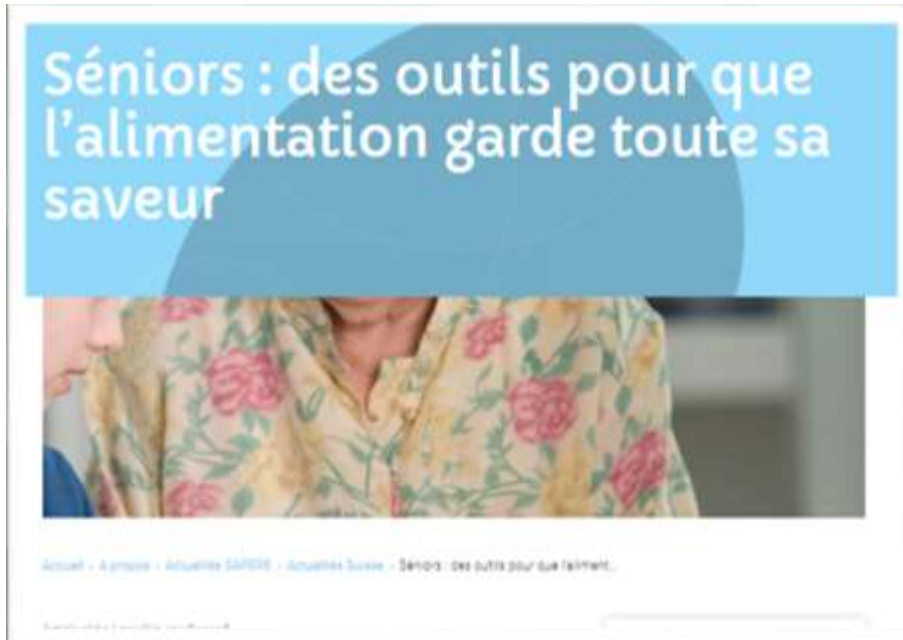 Séniors : des outils pour que
l'alimentation garde toute sa
saveur
Accueil - A propos - Actualités SAPERE - Actualités Suisse - Séniors : des outils pour que l'aliment...